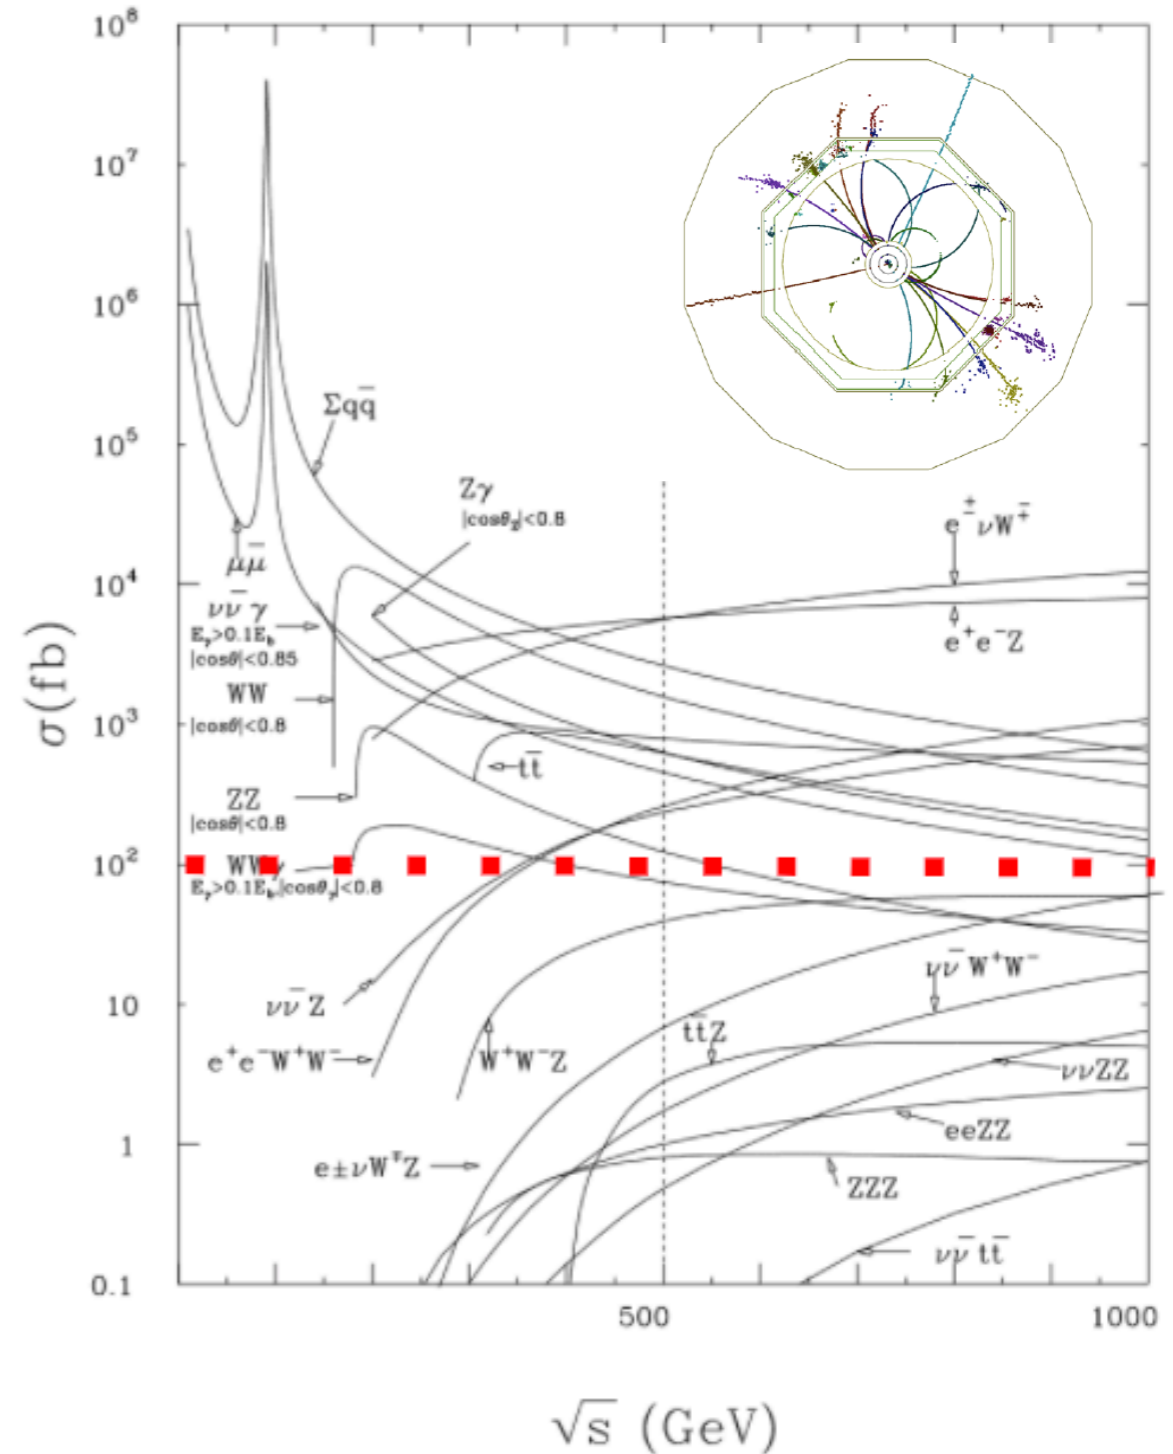 10⁸
10⁷
10⁶
10⁵
10⁴
10³
10²
10
1
0.1
σ(fb)
Σqq̄
Zγ
|cosθ_Z|<0.8
e±νW∓
μμ̄
νν̄γ
E_γ>0.1E_b
|cosθ|<0.85
e⁺e⁻Z
WW
|cosθ|<0.8
tt̄
ZZ
|cosθ|<0.8
E_γ>0.1E_b,|cosθ_γ|<0.8
νν̄W⁺W⁻
νν̄Z
tt̄Z
e⁺e⁻W⁺W⁻
W⁺W⁻Z
ννZZ
eeZZ
e±νW∓Z
ZZZ
νν̄tt̄
500
1000
√s (GeV)